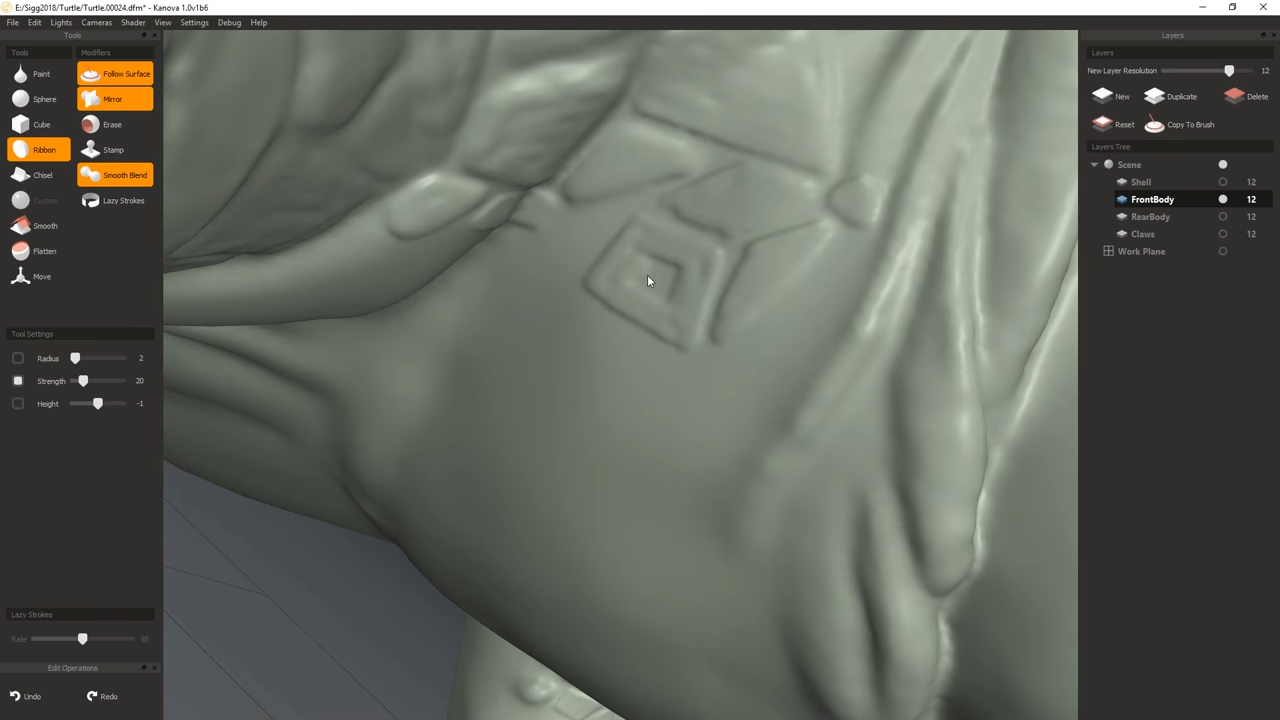 E:/Sigg2018/Turtle/Turtle.00024.dfm* - Kanova 1.0v1b6
File Edit Lights Cameras Shader View Settings Debug Help
Tools
Tools Modifiers
Paint Follow Surface
Sphere Mirror
Cube Erase
Ribbon Stamp
Chisel Smooth Blend
Custom Lazy Strokes
Smooth
Flatten
Move
Tool Settings
Radius 2
Strength 20
Height -1
Lazy Strokes
Rate 50
Edit Operations
Undo Redo
Layers
Layers
New Layer Resolution 12
New Duplicate Delete
Reset Copy To Brush
Layers Tree
Scene
Shell 12
FrontBody 12
RearBody 12
Claws 12
Work Plane